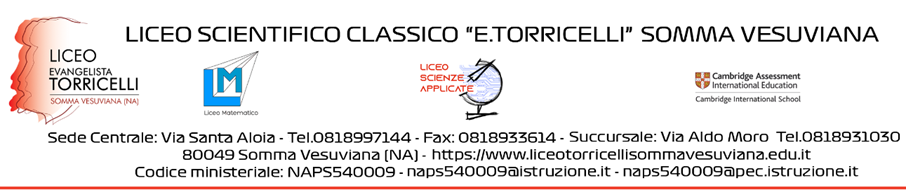 LICEO SCIENTIFICO CLASSICO "E.TORRICELLI" SOMMA VESUVIANA
LICEO
EVANGELISTA
TORRICELLI
SOMMA VESUVIANA (NA)
LM
Liceo Matematico
LICEO
SCIENZE
APPLICATE
Cambridge Assessment
International Education
Cambridge International School
Sede Centrale: Via Santa Aloia - Tel.0818997144 - Fax: 0818933614 - Succursale: Via Aldo Moro Tel.0818931030
80049 Somma Vesuviana (NA) - https://www.liceotorricellisommavesuviana.edu.it
Codice ministeriale: NAPS540009 - naps540009@istruzione.it - naps540009@pec.istruzione.it